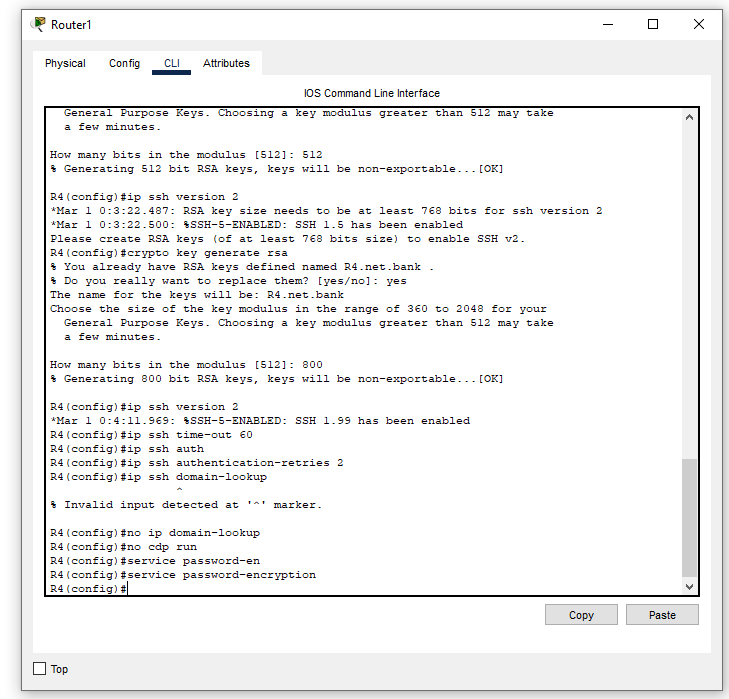 Router1
Physical Config CLI Attributes
IOS Command Line Interface
General Purpose Keys. Choosing a key modulus greater than 512 may take
a few minutes.
How many bits in the modulus [512]: 512
% Generating 512 bit RSA keys, keys will be non-exportable...[OK]
R4(config)#ip ssh version 2
*Mar 1 0:3:22.487: RSA key size needs to be at least 768 bits for ssh version 2
*Mar 1 0:3:22.500: %SSH-5-ENABLED: SSH 1.5 has been enabled
Please create RSA keys (of at least 768 bits size) to enable SSH v2.
R4(config)#crypto key generate rsa
% You already have RSA keys defined named R4.net.bank .
% Do you really want to replace them? [yes/no]: yes
The name for the keys will be: R4.net.bank
Choose the size of the key modulus in the range of 360 to 2048 for your
General Purpose Keys. Choosing a key modulus greater than 512 may take
a few minutes.
How many bits in the modulus [512]: 800
% Generating 800 bit RSA keys, keys will be non-exportable...[OK]
R4(config)#ip ssh version 2
*Mar 1 0:4:11.969: %SSH-5-ENABLED: SSH 1.99 has been enabled
R4(config)#ip ssh time-out 60
R4(config)#ip ssh auth
R4(config)#ip ssh authentication-retries 2
R4(config)#ip ssh domain-lookup
^
% Invalid input detected at '^' marker.
R4(config)#no ip domain-lookup
R4(config)#no cdp run
R4(config)#service password-en
R4(config)#service password-encryption
R4(config)#
Copy Paste
Top